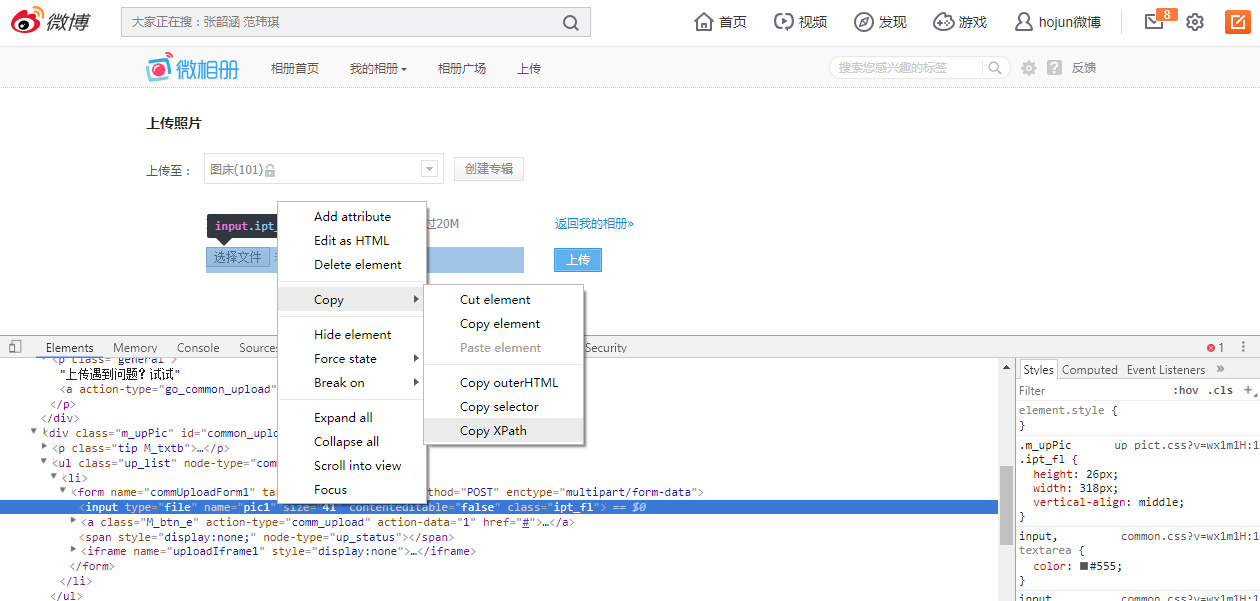 微博
大家正在搜：张韶涵 范玮琪
首页
视频
发现
游戏
hojun微博
8
微相册
相册首页
我的相册
相册广场
上传
搜索您感兴趣的标签
反馈
上传照片
上传至：
图床(101)
创建专辑
input.ipt_
过20M
返回我的相册»
选择文件
上传
Add attribute
Edit as HTML
Delete element
Copy
Hide element
Force state
Break on
Expand all
Collapse all
Scroll into view
Focus
Cut element
Copy element
Paste element
Copy outerHTML
Copy selector
Copy XPath
Elements
Memory
Console
Sources
Security
1
<p class="general">
"上传遇到问题？试试"
<a action-type="go_common_upload"
</p>
</div>
<div class="m_upPic" id="common_uplo
<p class="tip M_txtb">…</p>
<ul class="up_list" node-type="comm
<li>
<form name="commUploadForm1" tar
thod="POST" enctype="multipart/form-data">
<input type="file" name="pic1" size="41" contenteditable="false" class="ipt_fl"> == $0
<a class="M_btn_e" action-type="comm_upload" action-data="1" href="#">…</a>
<span style="display:none;" node-type="up_status"></span>
<iframe name="uploadIframe1" style="display:none">…</iframe>
</form>
</li>
</ul>
Styles
Computed
Event Listeners
»
Filter
:hov
.cls
+
element.style {
}
.m_upPic
up_pict.css?v=wx1m1H:1
.ipt_fl {
height: 26px;
width: 318px;
vertical-align: middle;
}
input,
common.css?v=wx1m1H:1
textarea {
color: #555;
}
input,
common.css?v=wx1m1H:1